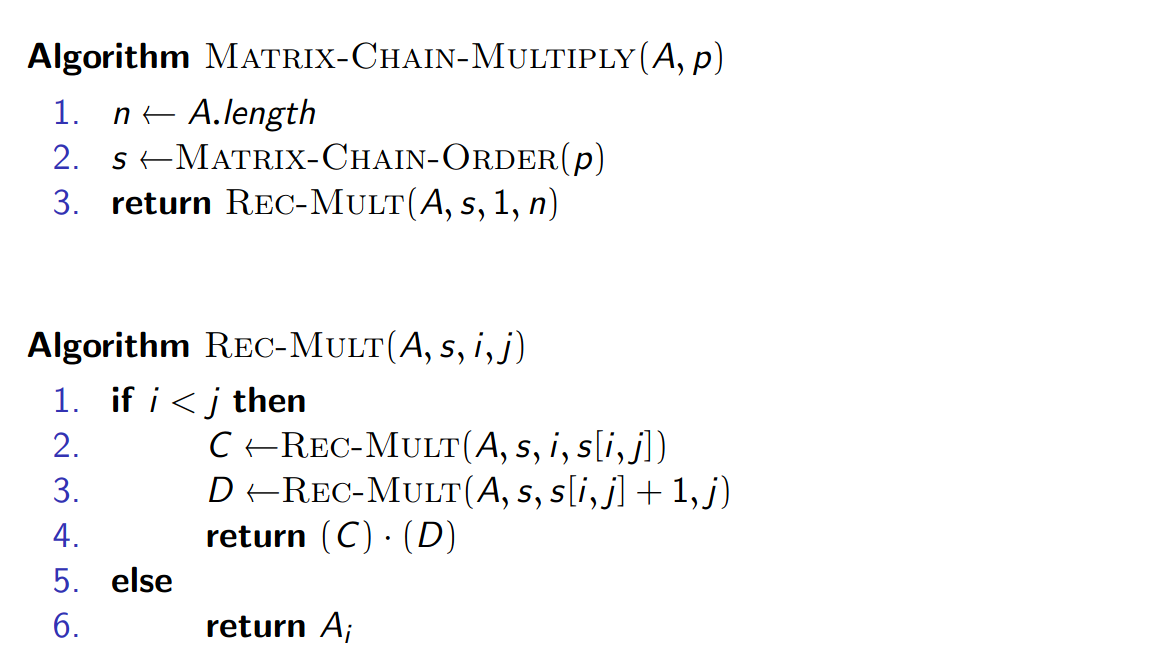 Algorithm MATRIX-CHAIN-MULTIPLY(A, p)
1. n ← A.length
2. s ←MATRIX-CHAIN-ORDER(p)
3. return REC-MULT(A, s, 1, n)
Algorithm REC-MULT(A, s, i, j)
1. if i < j then
2. C ←REC-MULT(A, s, i, s[i, j])
3. D ←REC-MULT(A, s, s[i, j] + 1, j)
4. return (C) · (D)
5. else
6. return Aᵢ